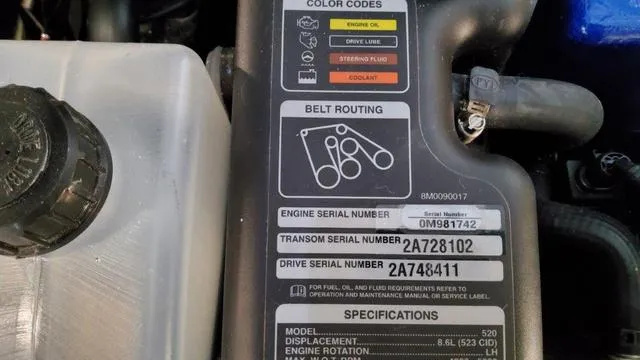 COLOR CODES
ENGINE OIL
DRIVE LUBE
STEERING FLUID
COOLANT
BELT ROUTING
8M0090017
ENGINE SERIAL NUMBER Serial Number 0M981742
TRANSOM SERIAL NUMBER 2A728102
DRIVE SERIAL NUMBER 2A748411
FOR FUEL, OIL, AND FLUID REQUIREMENTS REFER TO
OPERATION AND MAINTENANCE MANUAL OR SERVICE LABEL.
SPECIFICATIONS
MODEL 520
DISPLACEMENT 8.6L (523 CID)
ENGINE ROTATION LH
DRIVE LUBE